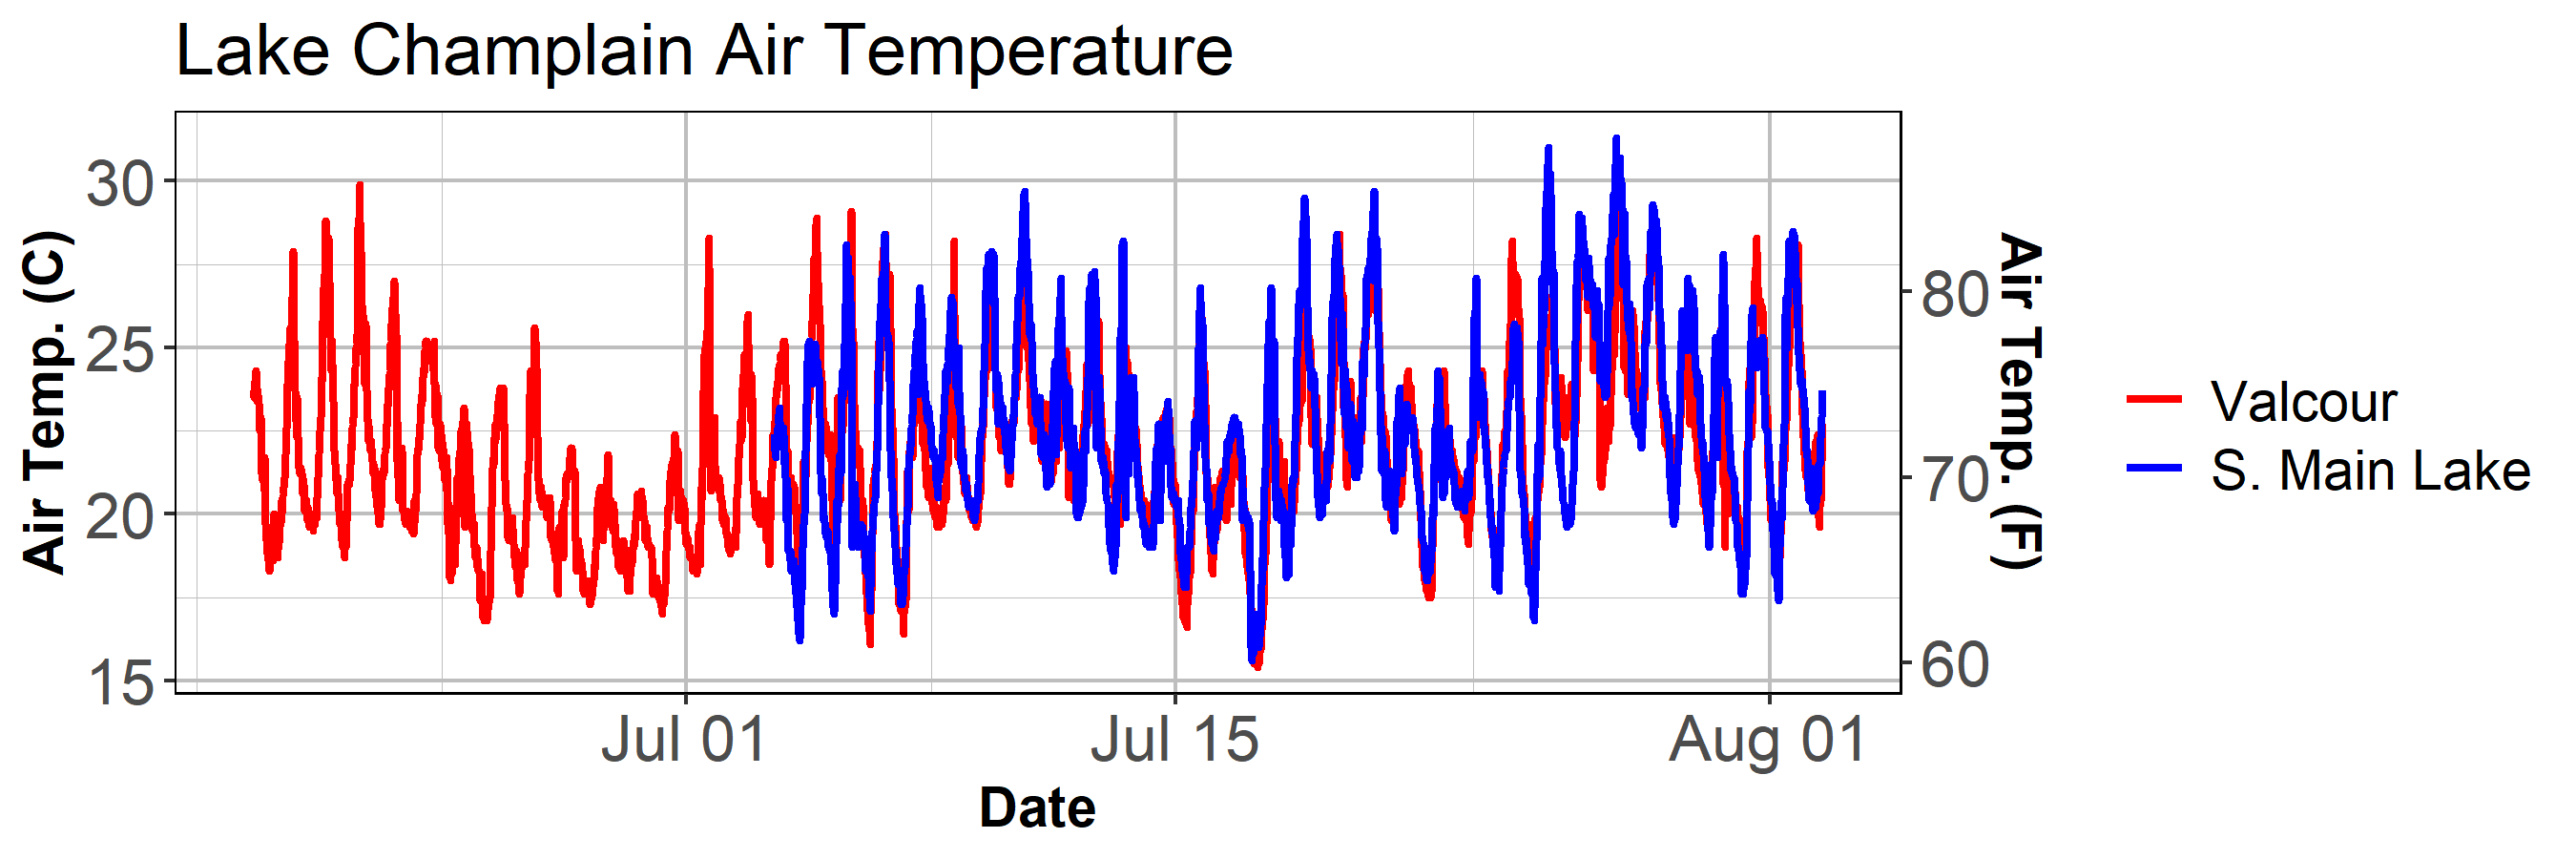 Lake Champlain Air Temperature
30
25
20
15
Air Temp. (C)
80
70
60
Air Temp. (F)
Jul 01
Jul 15
Aug 01
Date
Valcour
S. Main Lake